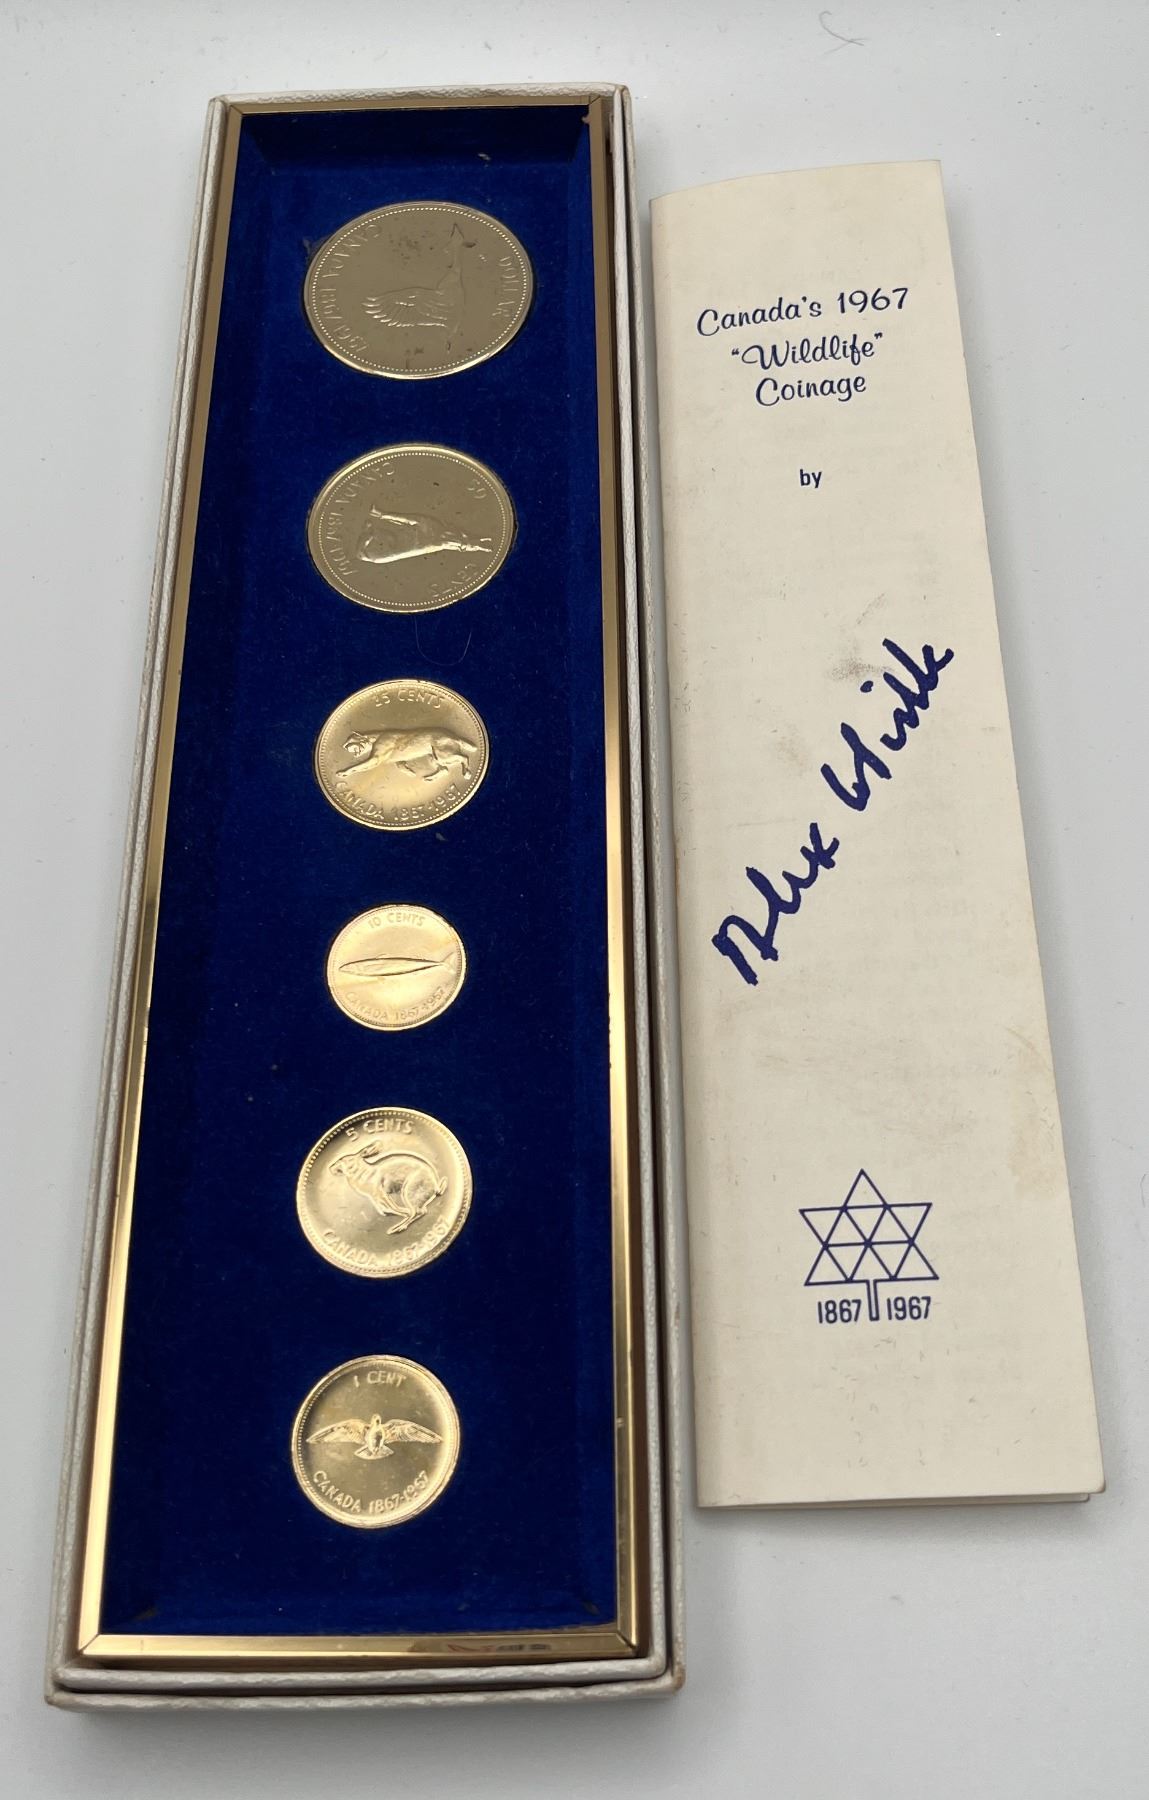 DOLLAR
CANADA 1867 1967
50 CENTS
CANADA·1867·1967
25 CENTS
CANADA 1867·1967
10 CENTS
CANADA 1867·1967
5 CENTS
CANADA 1867·1967
1 CENT
CANADA 1867·1967
Canada's 1967
"Wildlife"
Coinage
by
Alex
1867 1967